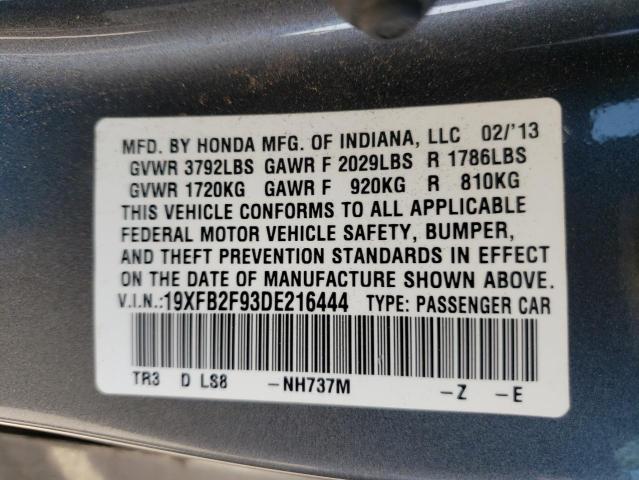 MFD. BY HONDA MFG. OF INDIANA, LLC 02/'13
GVWR 3792LBS GAWR F 2029LBS R 1786LBS
GVWR 1720KG GAWR F 920KG R 810KG
THIS VEHICLE CONFORMS TO ALL APPLICABLE
FEDERAL MOTOR VEHICLE SAFETY, BUMPER,
AND THEFT PREVENTION STANDARDS IN EFFECT
ON THE DATE OF MANUFACTURE SHOWN ABOVE.
V.I.N.:19XFB2F93DE216444 TYPE: PASSENGER CAR
TR3 D LS8 -NH737M -Z -E